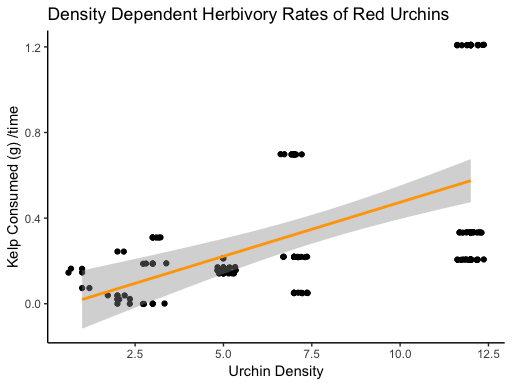 Density Dependent Herbivory Rates of Red Urchins
Kelp Consumed (g) /time
1.2
0.8
0.4
0.0
2.5 5.0 7.5 10.0 12.5
Urchin Density